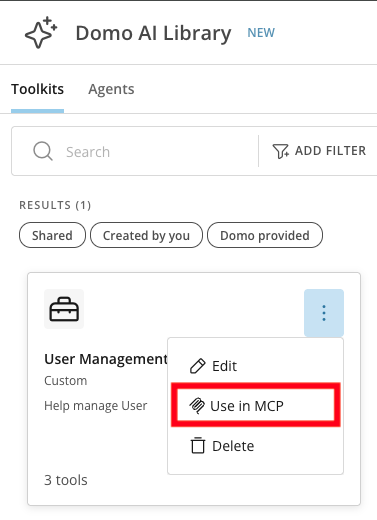 Domo AI Library NEW
Toolkits Agents
Search ADD FILTER
RESULTS (1)
Shared Created by you Domo provided
User Management
Custom
Help manage User
3 tools
Edit
Use in MCP
Delete